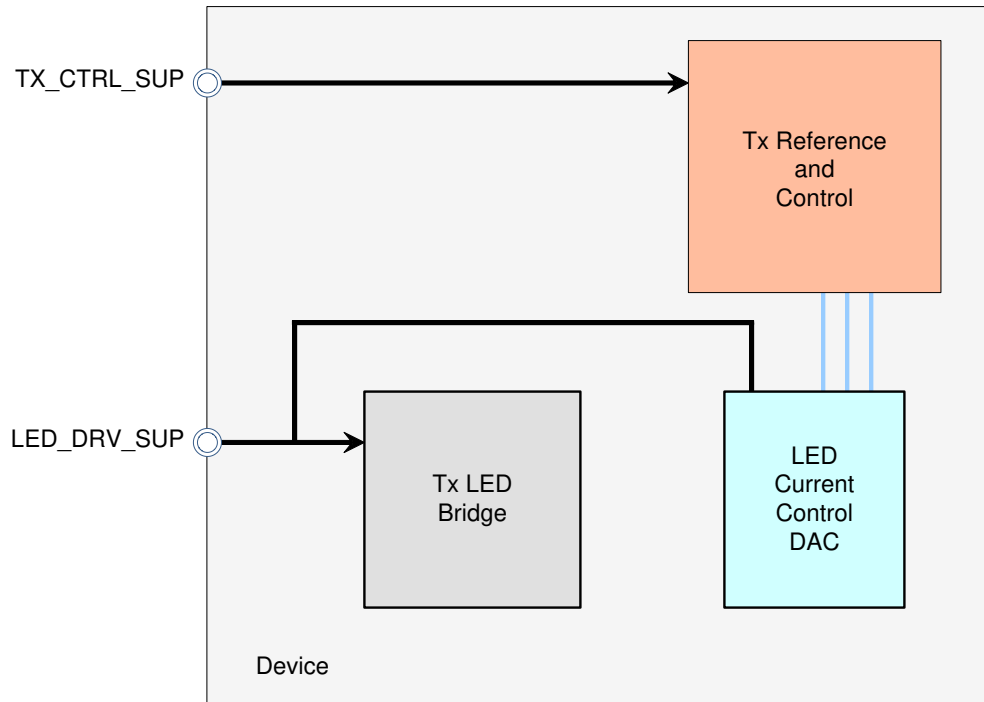 TX_CTRL_SUP
Tx Reference
and
Control
LED_DRV_SUP
Tx LED
Bridge
LED
Current
Control
DAC
Device